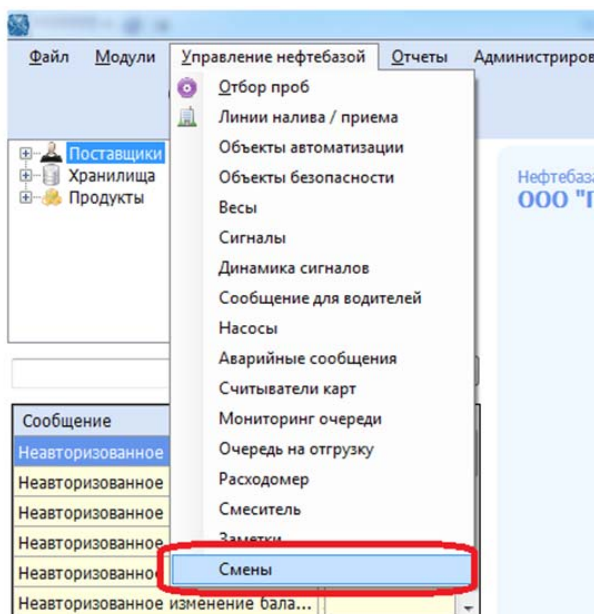 Файл Модули Управление нефтебазой Отчеты
Отбор проб
Линии налива / приема
Объекты автоматизации
Объекты безопасности
Весы
Сигналы
Динамика сигналов
Сообщение для водителей
Насосы
Аварийные сообщения
Считыватели карт
Мониторинг очереди
Очередь на отгрузку
Расходомер
Смеситель
Заметки
Смены
Поставщики
Хранилища
Продукты
ООО "П
Сообщение
Неавторизованное
Неавторизованное
Неавторизованное
Неавторизованное
Неавторизованное
Неавторизованное изменение бала...